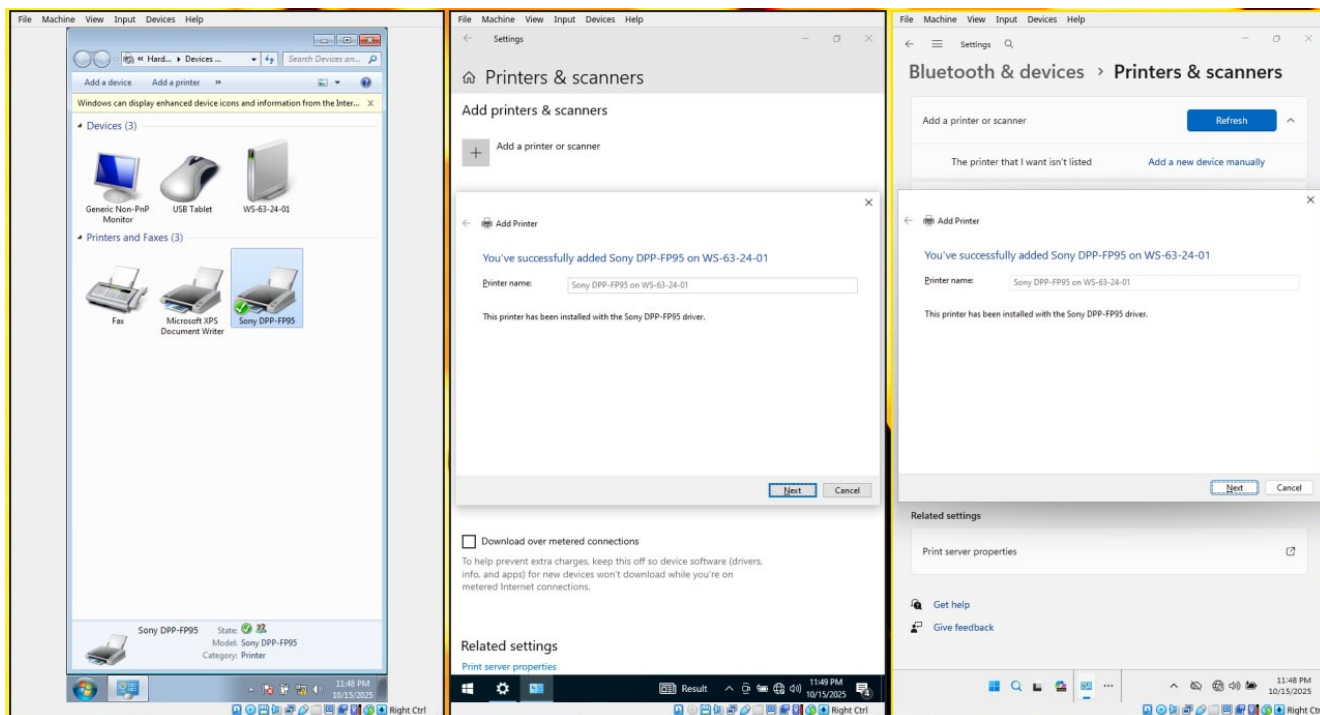 File Machine View Input Devices Help
« Hard... ▸ Devices ...
Search Devices an...
Add a device Add a printer »
Windows can display enhanced device icons and information from the Inter... X
Devices (3)
Generic Non-PnP
Monitor
USB Tablet
WS-63-24-01
Printers and Faxes (3)
Fax
Microsoft XPS
Document Writer
Sony DPP-FP95
Sony DPP-FP95
State:
Model: Sony DPP-FP95
Category: Printer
11:48 PM
10/15/2025
Right Ctrl
File Machine View Input Devices Help
Settings
Printers & scanners
Add printers & scanners
Add a printer or scanner
Add Printer
You've successfully added Sony DPP-FP95 on WS-63-24-01
Printer name: Sony DPP-FP95 on WS-63-24-01
This printer has been installed with the Sony DPP-FP95 driver.
Next Cancel
Download over metered connections
To help prevent extra charges, keep this off so device software (drivers,
info, and apps) for new devices won't download while you're on
metered Internet connections.
Related settings
Print server properties
Result
11:49 PM
10/15/2025
4
Right Ctrl
File Machine View Input Devices Help
Settings
Bluetooth & devices › Printers & scanners
Add a printer or scanner Refresh
The printer that I want isn't listed Add a new device manually
Add Printer
You've successfully added Sony DPP-FP95 on WS-63-24-01
Printer name: Sony DPP-FP95 on WS-63-24-01
This printer has been installed with the Sony DPP-FP95 driver.
Next Cancel
Related settings
Print server properties
Get help
Give feedback
11:48 PM
10/15/2025
Right Ctrl